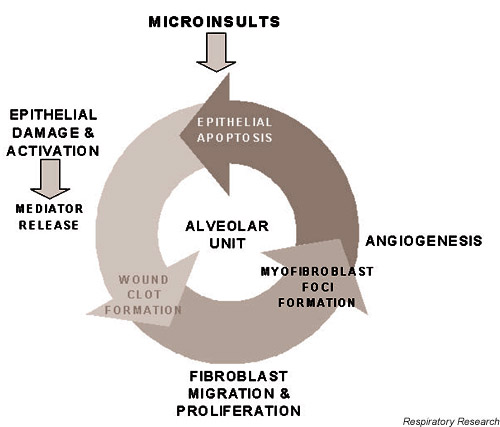 MICROINSULTS
EPITHELIAL
APOPTOSIS
EPITHELIAL
DAMAGE &
ACTIVATION
MEDIATOR
RELEASE
ALVEOLAR
UNIT
ANGIOGENESIS
MYOFIBROBLAST
FOCI
FORMATION
WOUND
CLOT
FORMATION
FIBROBLAST
MIGRATION &
PROLIFERATION
Respiratory Research